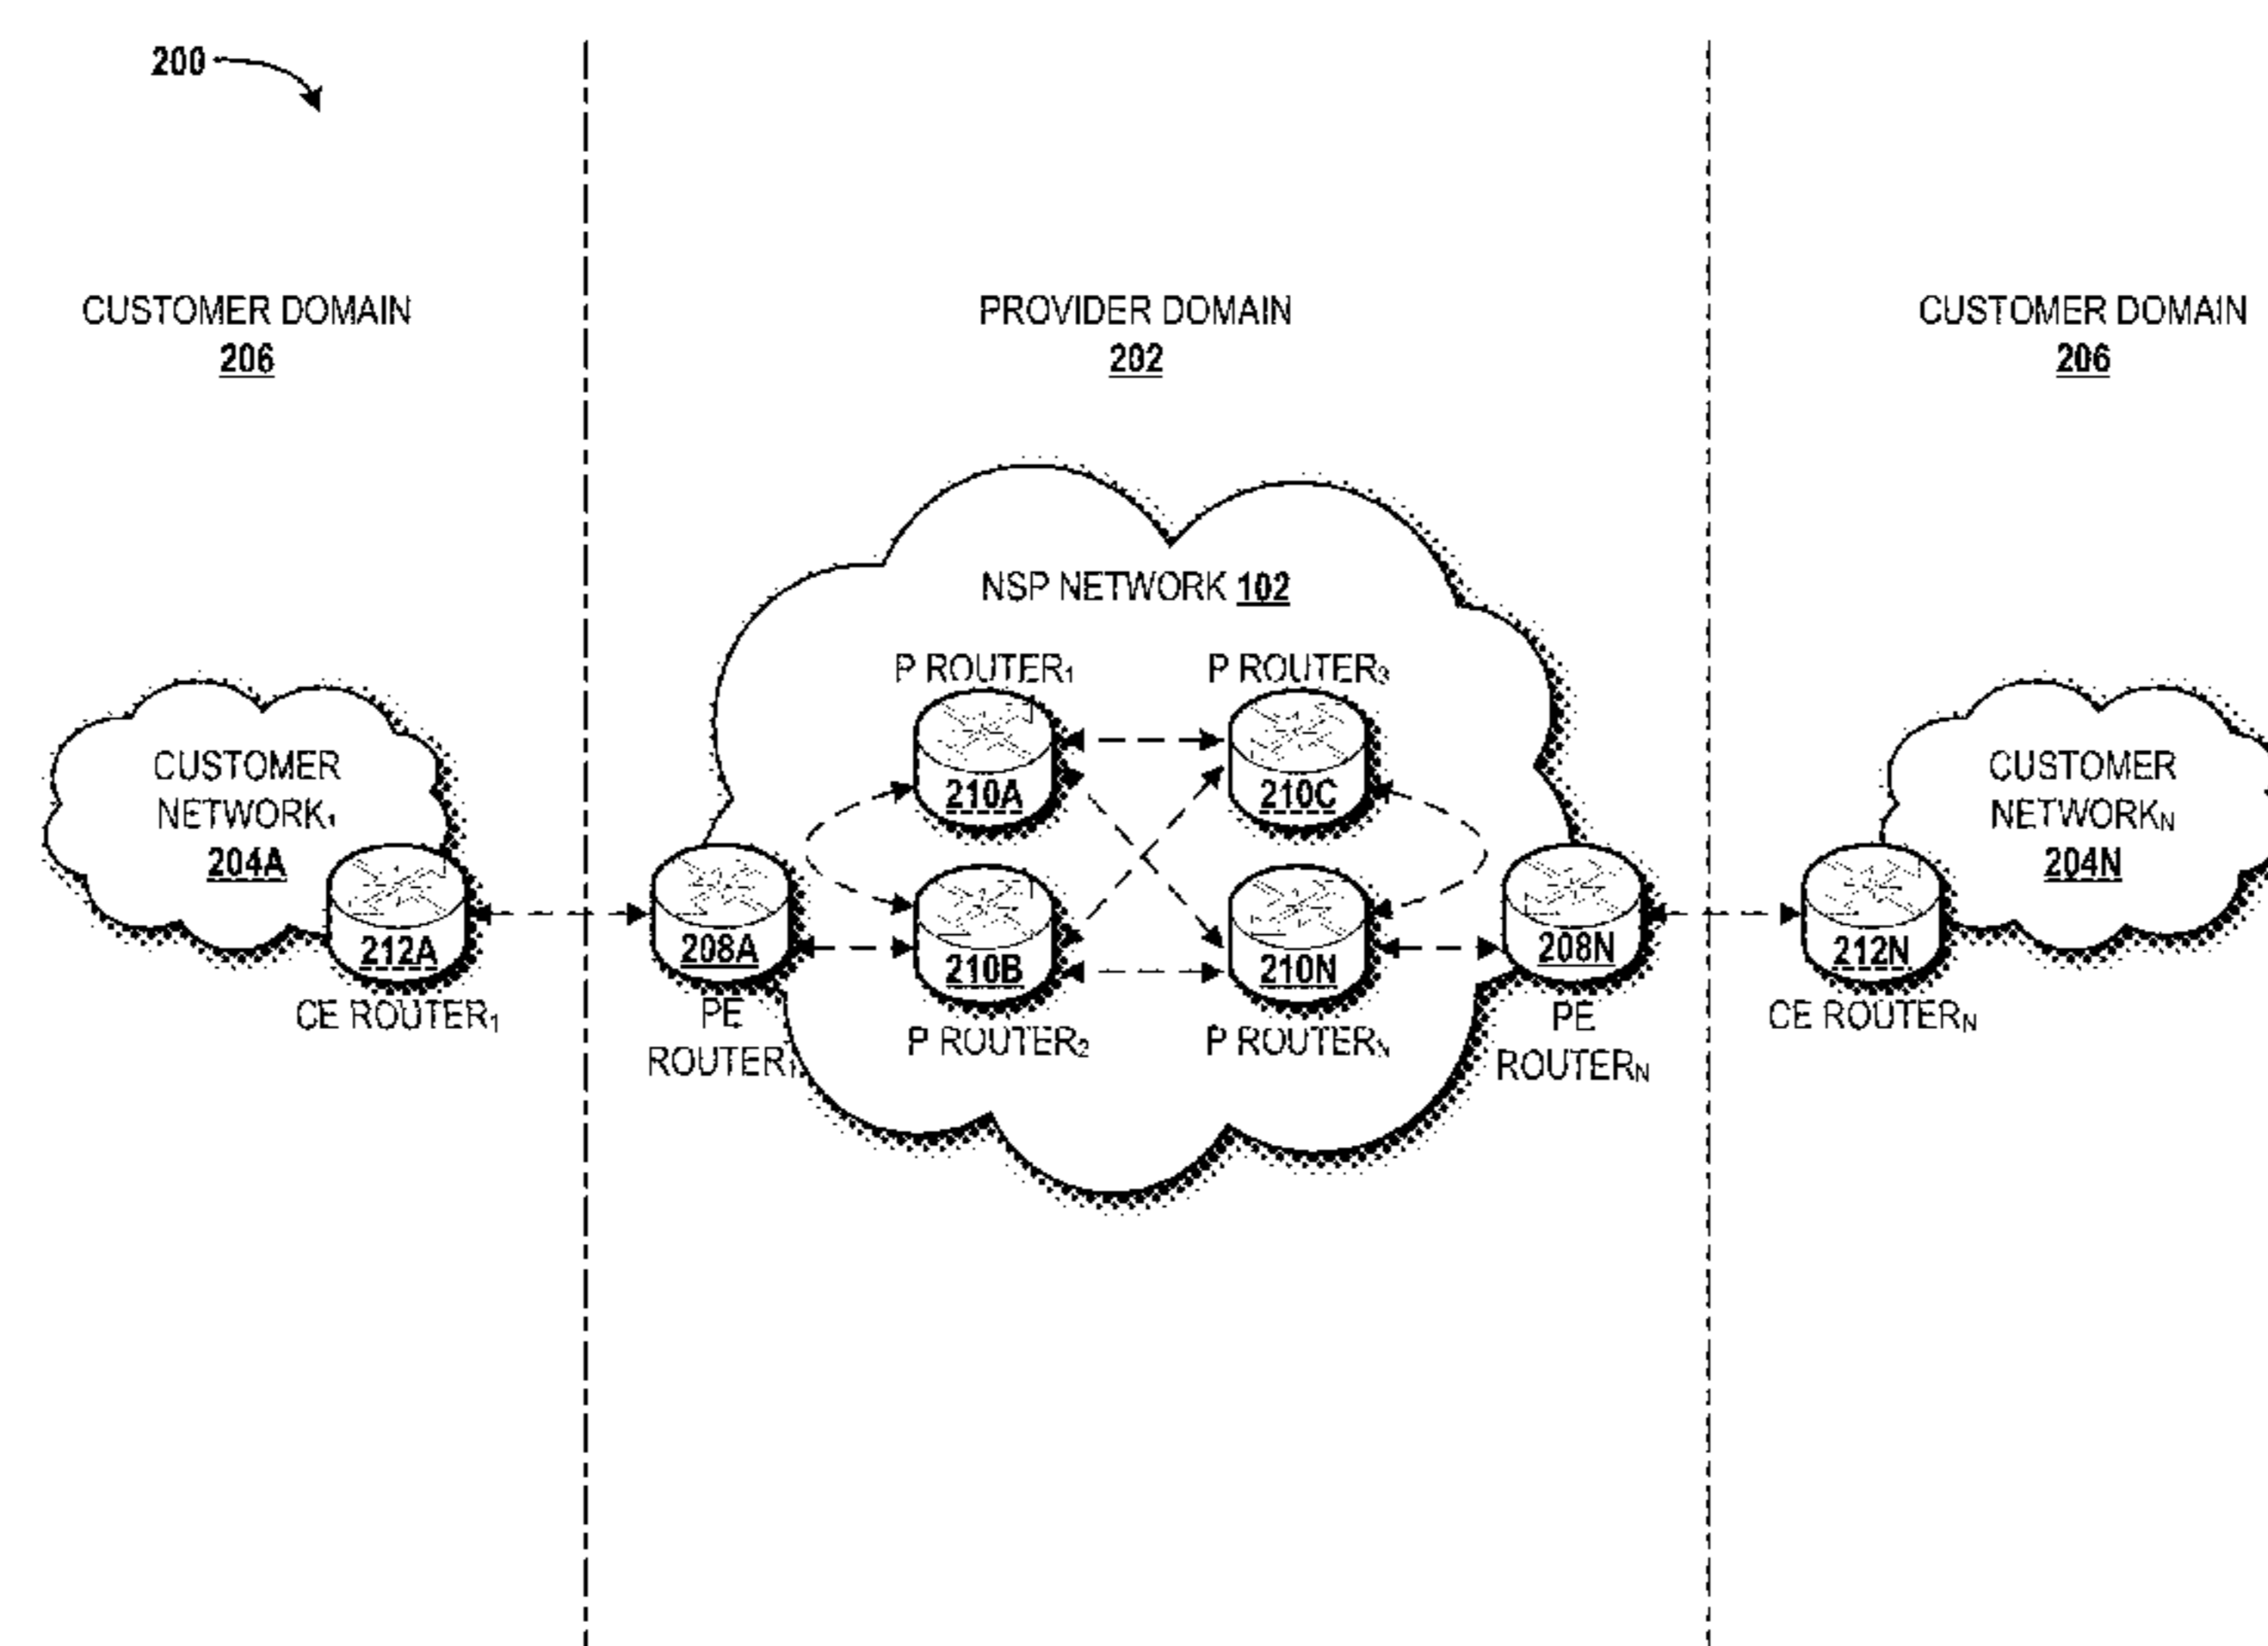 200
CUSTOMER DOMAIN
206
PROVIDER DOMAIN
202
CUSTOMER DOMAIN
206
NSP NETWORK 102
P ROUTER₁
P ROUTER₃
210A
210C
CUSTOMER
NETWORK₁
204A
CUSTOMER
NETWORKN
204N
212A
208A
210B
210N
208N
212N
CE ROUTER₁
PE
ROUTER₁
P ROUTER₂
P ROUTERN
PE
ROUTERN
CE ROUTERN